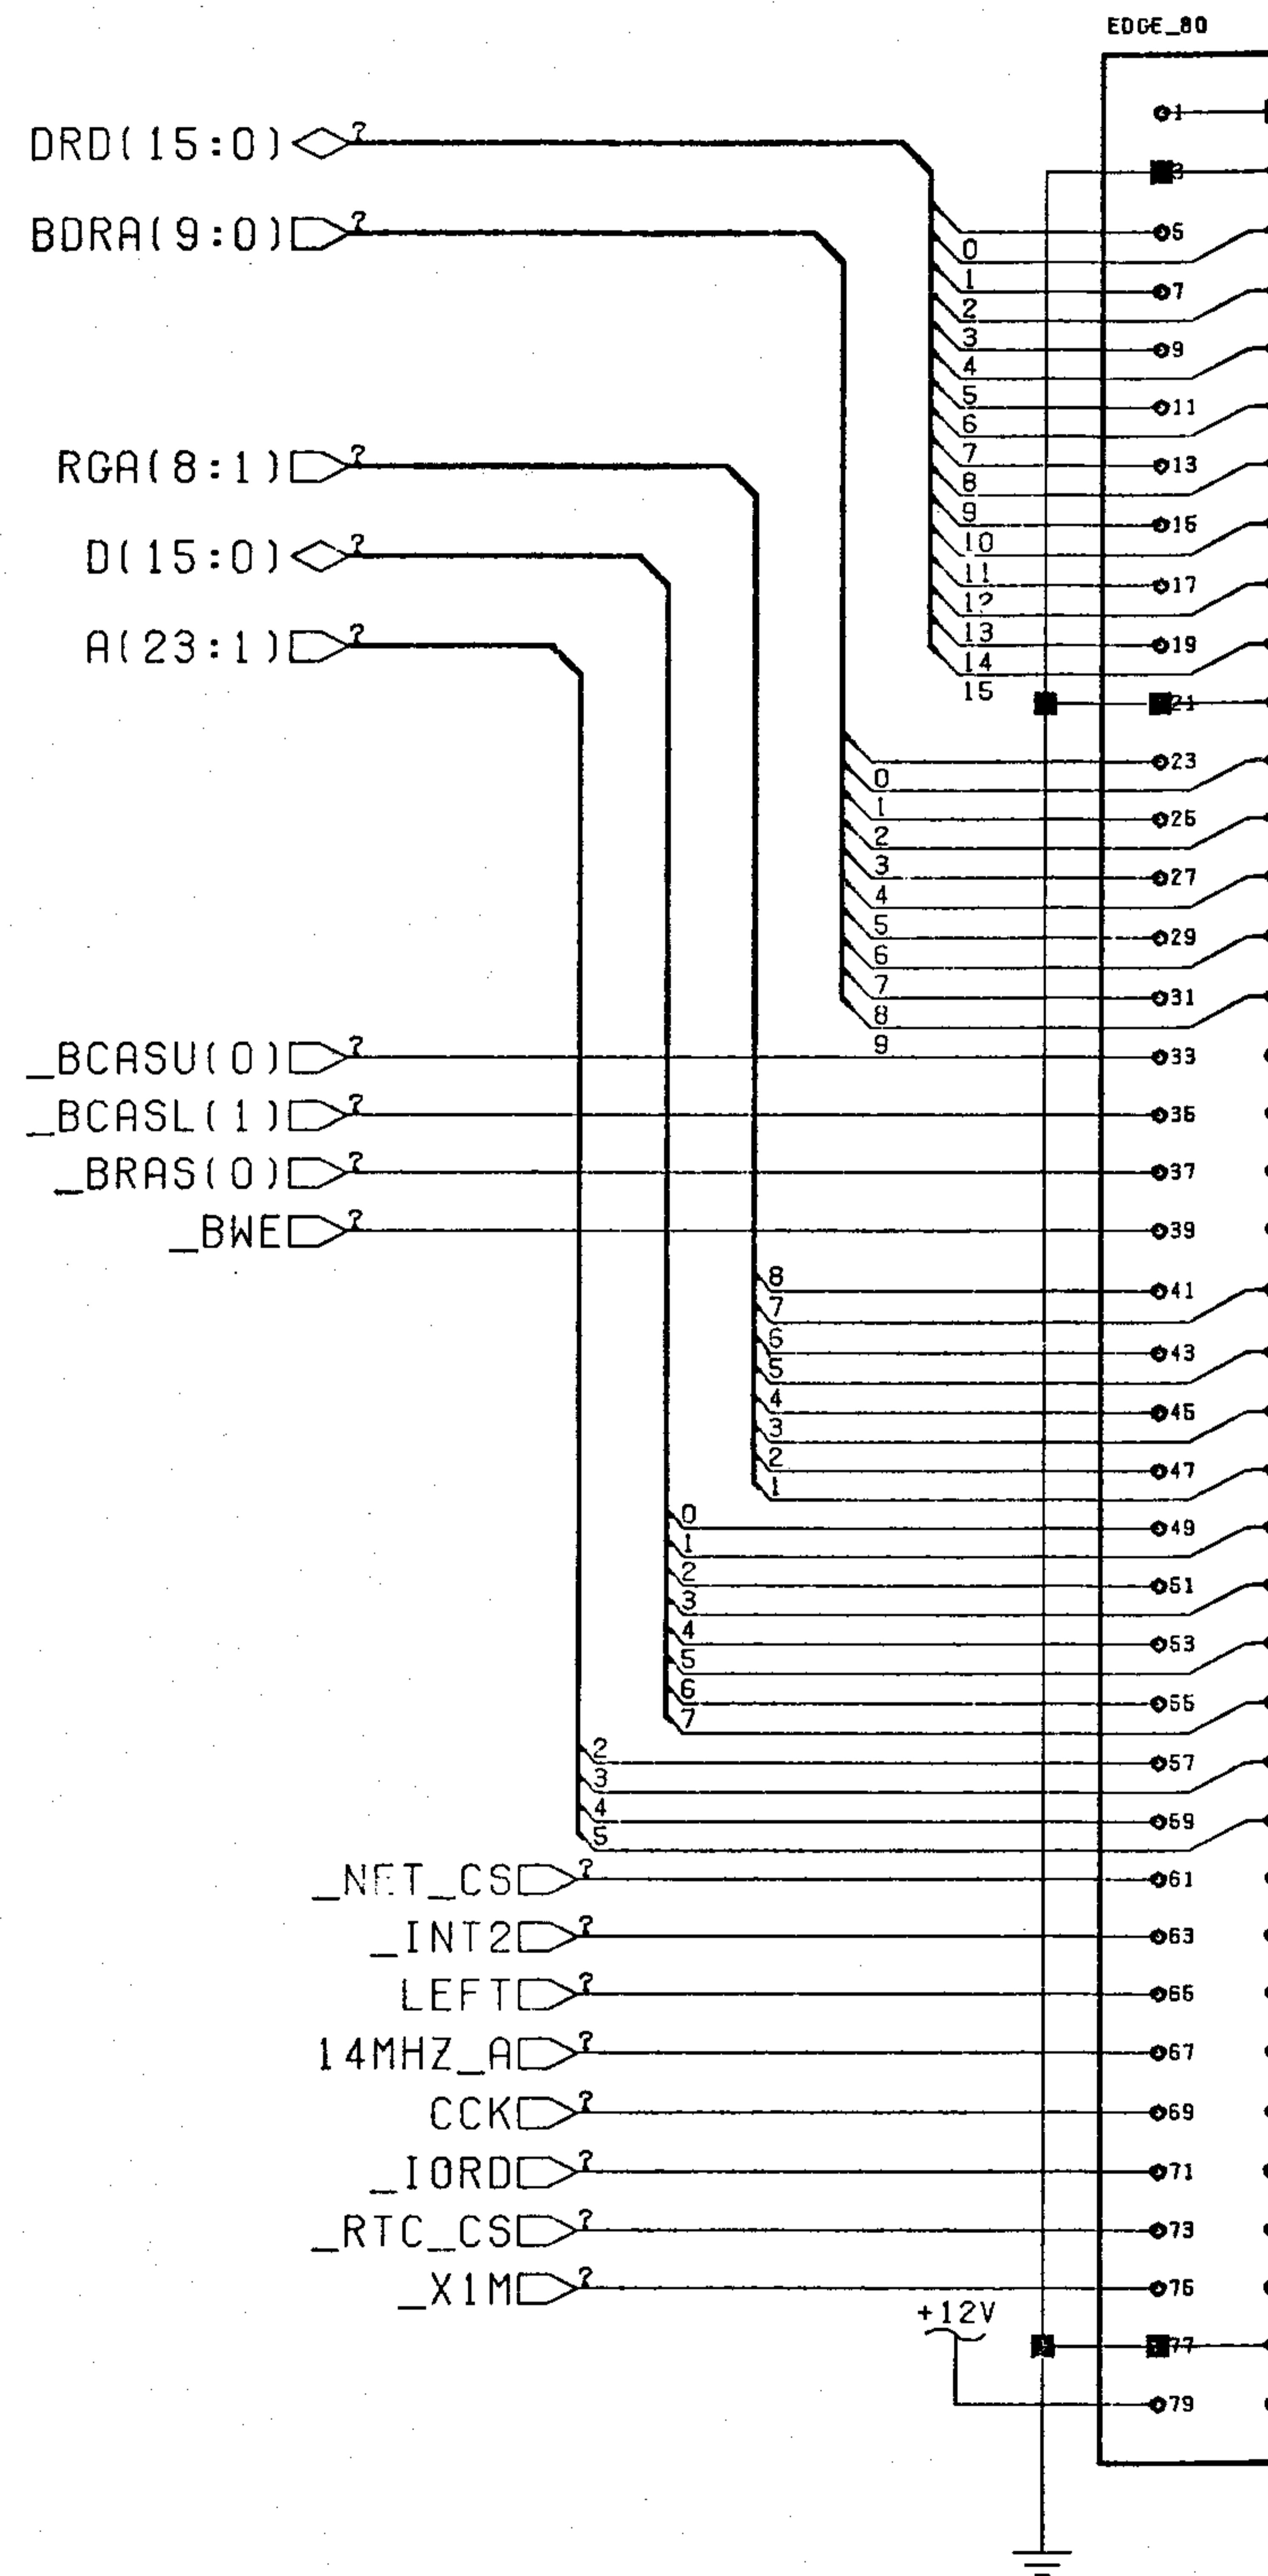 EDGE_80
1
DRD(15:0) ?
3
BDRA(9:0) ? 5
0
1 7
2
3 9
4
5 11
6
RGA(8:1) ? 7 13
8
9 15
D(15:0) ? 10
11 17
12
A(23:1) ? 13 19
14
15 21
23
0
1 25
2
3 27
4
5 29
6
7 31
8
9
_BCASU(0) ? 33
_BCASL(1) ? 35
_BRAS(0) ? 37
_BWE ? 39
8 41
7
6 43
5
4 45
3
2 47
1
0 49
1
2 51
3
4 53
5
6 55
7
2 57
3
4 59
5
_NET_CS ? 61
_INT2 ? 63
LEFT ? 65
14MHZ_A ? 67
CCK ? 69
_IORD ? 71
_RTC_CS ? 73
_X1M ? 75
+12V
77
79